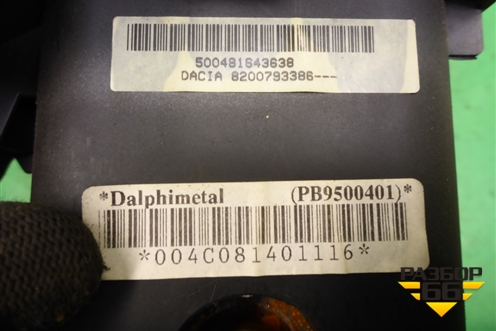 500481643638
DACIA 8200793386---
*Dalphimetal (PB9500401)*
*004C081401116*
РАЗБОР
66